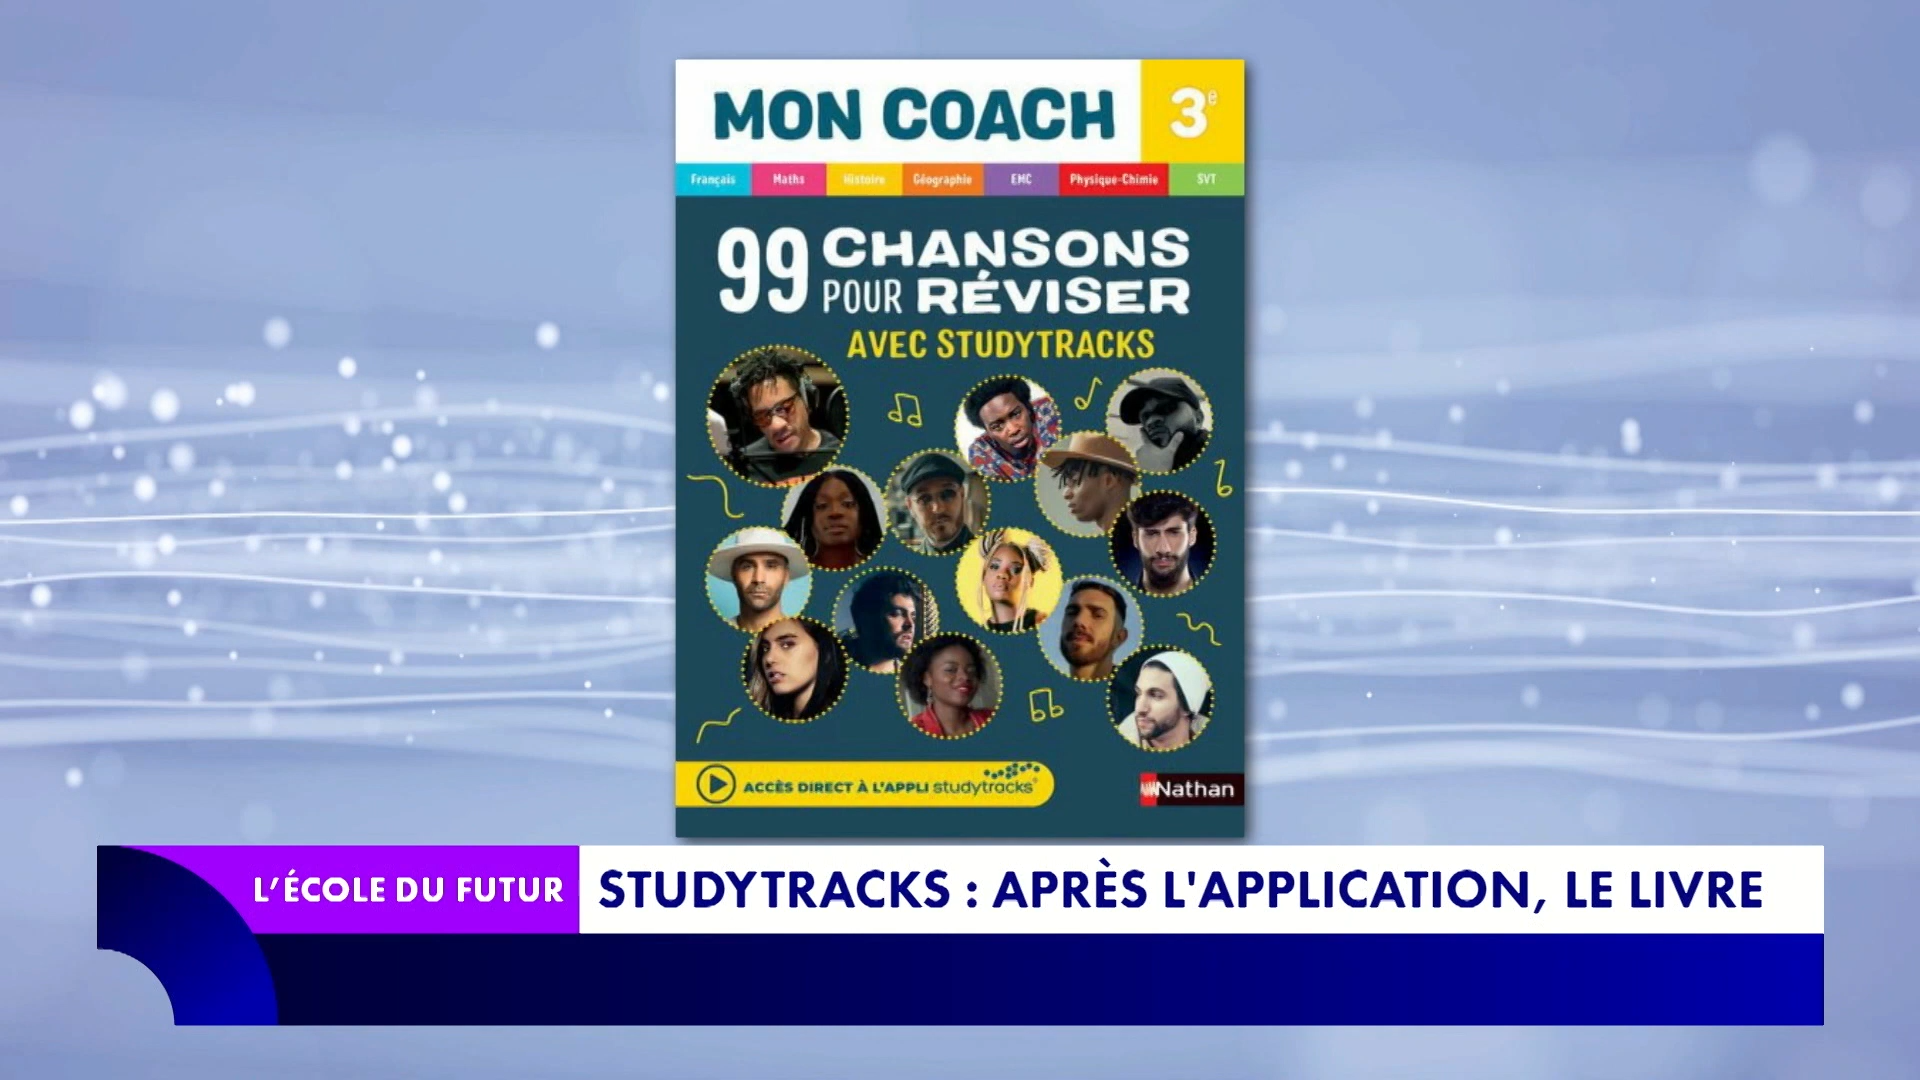 MON COACH 3e
Français Maths Histoire Géographie EMC Physique-Chimie SVT
99 CHANSONS
POUR RÉVISER
AVEC STUDYTRACKS
ACCÈS DIRECT À L'APPLI studytracks
Nathan
L'ÉCOLE DU FUTUR
STUDYTRACKS : APRÈS L'APPLICATION, LE LIVRE